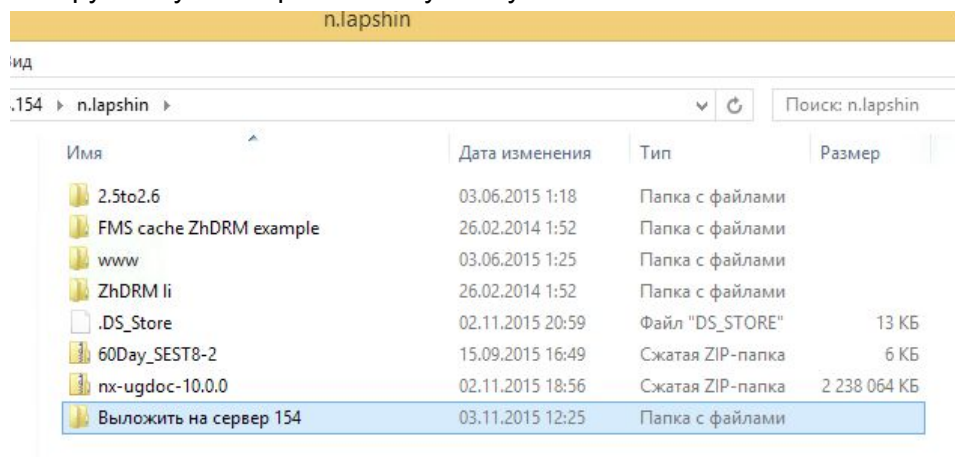 n.lapshin
Вид
.154 n.lapshin Поиск: n.lapshin
Имя Дата изменения Тип Размер
2.5to2.6 03.06.2015 1:18 Папка с файлами
FMS cache ZhDRM example 26.02.2014 1:52 Папка с файлами
www 03.06.2015 1:25 Папка с файлами
ZhDRM li 26.02.2014 1:52 Папка с файлами
.DS_Store 02.11.2015 20:59 Файл "DS_STORE" 13 КБ
60Day_SEST8-2 15.09.2015 16:49 Сжатая ZIP-папка 6 КБ
nx-ugdoc-10.0.0 02.11.2015 18:56 Сжатая ZIP-папка 2 238 064 КБ
Выложить на сервер 154 03.11.2015 12:25 Папка с файлами